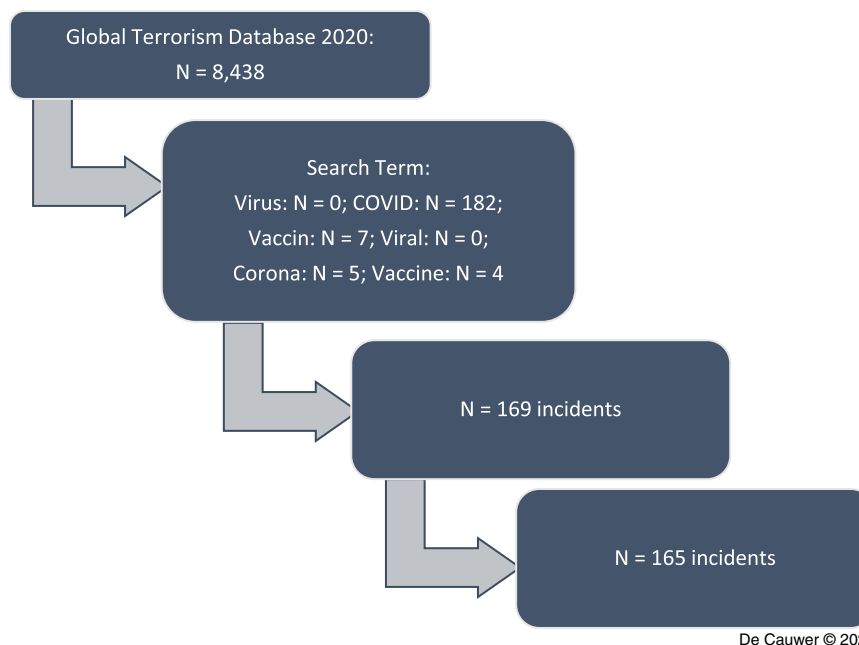 Global Terrorism Database 2020:
N = 8,438
Search Term:
Virus: N = 0; COVID: N = 182;
Vaccin: N = 7; Viral: N = 0;
Corona: N = 5; Vaccine: N = 4
N = 169 incidents
N = 165 incidents
De Cauwer ©